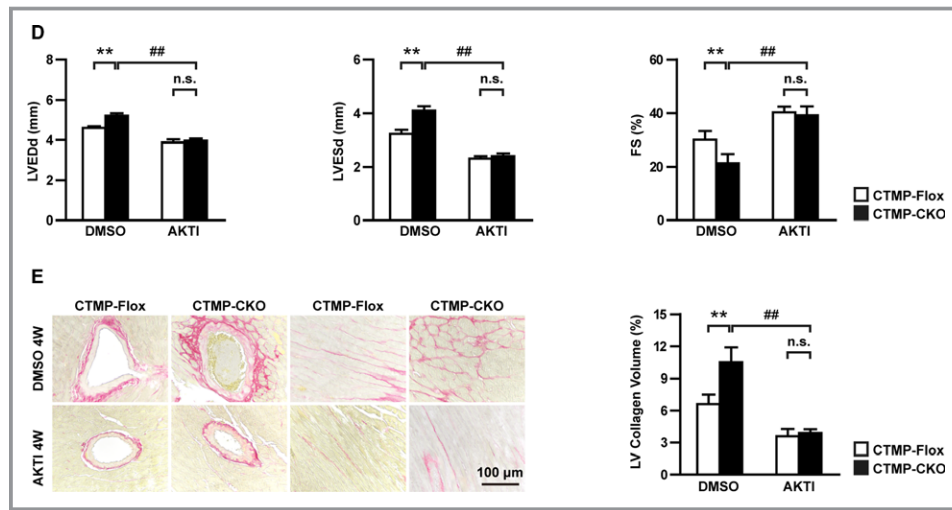 D
LVEDd (mm)
8
6
4
2
0
**
##
n.s.
DMSO AKTI
LVESd (mm)
6
4
2
0
**
##
n.s.
DMSO AKTI
FS (%)
60
40
20
0
**
##
n.s.
DMSO AKTI
CTMP-Flox
CTMP-CKO
E
CTMP-Flox CTMP-CKO CTMP-Flox CTMP-CKO
DMSO 4W
AKTI 4W
100 μm
LV Collagen Volume (%)
15
12
9
6
3
0
**
##
n.s.
DMSO AKTI
CTMP-Flox
CTMP-CKO